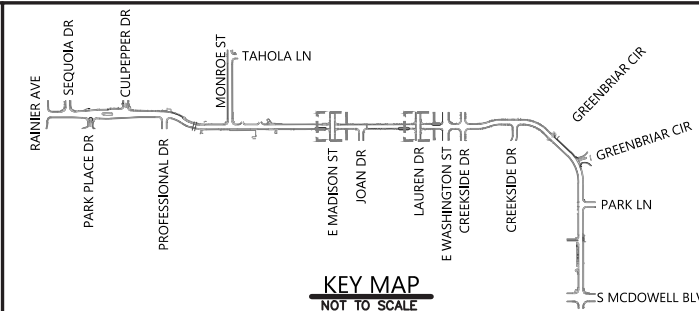 RAINIER AVE
SEQUOIA DR
CULPEPPER DR
PARK PLACE DR
PROFESSIONAL DR
MONROE ST
TAHOLA LN
E MADISON ST
JOAN DR
LAUREN DR
E WASHINGTON ST
CREEKSIDE DR
CREEKSIDE DR
GREENBRIAR CIR
GREENBRIAR CIR
PARK LN
S MCDOWELL BLV
KEY MAP
NOT TO SCALE